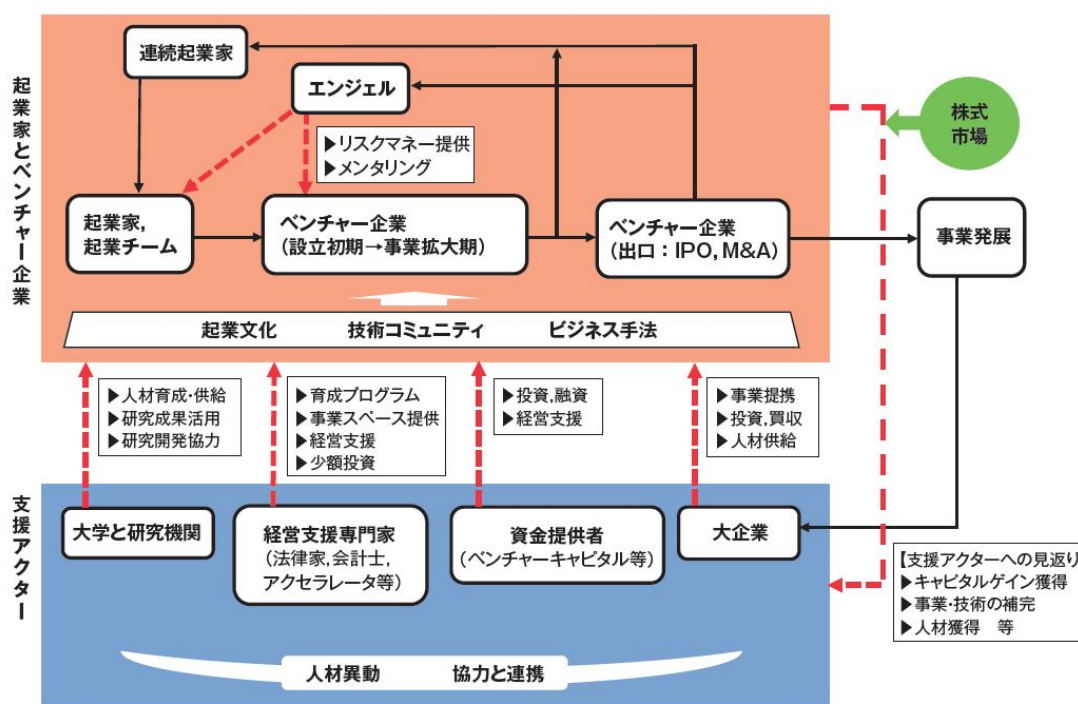 起業家とベンチャー企業
連続起業家
エンジェル
▶リスクマネー提供
▶メンタリング
株式
市場
起業家,
起業チーム
ベンチャー企業
(設立初期→事業拡大期)
ベンチャー企業
(出口：IPO, M&A)
事業発展
起業文化 技術コミュニティ ビジネス手法
▶人材育成・供給
▶研究成果活用
▶研究開発協力
▶育成プログラム
▶事業スペース提供
▶経営支援
▶少額投資
▶投資,融資
▶経営支援
▶事業提携
▶投資,買収
▶人材供給
支援アクター
大学と研究機関
経営支援専門家
(法律家,会計士,
アクセラレータ等)
資金提供者
(ベンチャーキャピタル等)
大企業
【支援アクターへの見返り
▶キャピタルゲイン獲得
▶事業・技術の補完
▶人材獲得 等
人材異動 協力と連携